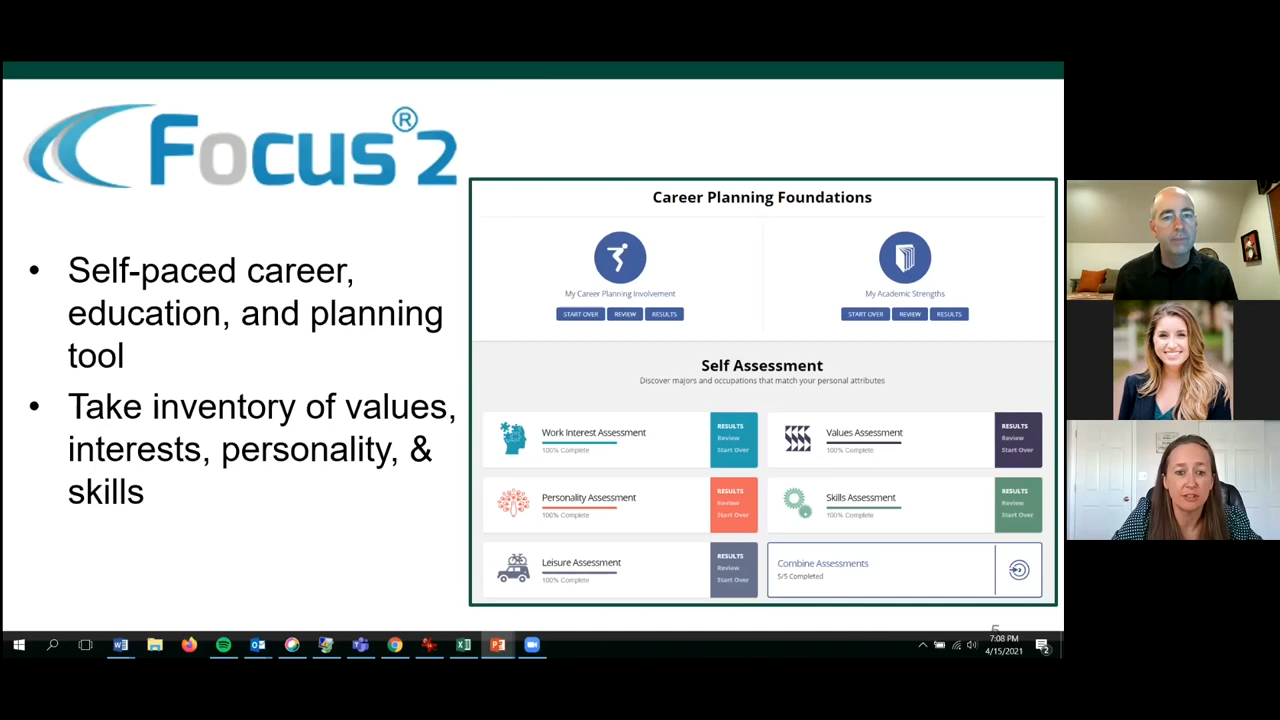 Focus®2
• Self-paced career,
education, and planning
tool
• Take inventory of values,
interests, personality, &
skills
Career Planning Foundations
My Career Planning Involvement
START OVER REVIEW RESULTS
My Academic Strengths
START OVER REVIEW RESULTS
Self Assessment
Discover majors and occupations that match your personal attributes
Work Interest Assessment
100% Complete
RESULTS
Review
Start Over
Values Assessment
100% Complete
RESULTS
Review
Start Over
Personality Assessment
100% Complete
RESULTS
Review
Start Over
Skills Assessment
100% Complete
RESULTS
Review
Start Over
Leisure Assessment
100% Complete
RESULTS
Review
Start Over
Combine Assessments
5/5 Completed
5
7:08 PM
4/15/2021
2